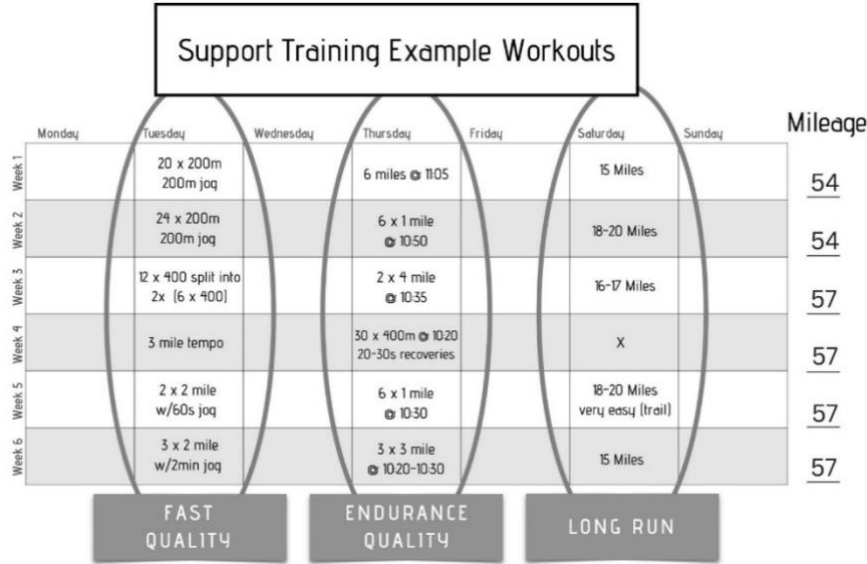 Support Training Example Workouts
Monday Tuesday Wednesday Thursday Friday Saturday Sunday Mileage
Week 1
20 x 200m
200m jog
6 miles @ 11:05
15 Miles
54
Week 2
24 x 200m
200m jog
6 x 1 mile
@ 10:50
18-20 Miles
54
Week 3
12 x 400 split into
2x (6 x 400)
2 x 4 mile
@ 10:35
16-17 Miles
57
Week 4
3 mile tempo
30 x 400m @ 10:20
20-30s recoveries
X
57
Week 5
2 x 2 mile
w/60s jog
6 x 1 mile
@ 10:30
18-20 Miles
very easy (trail)
57
Week 6
3 x 2 mile
w/2min jog
3 x 3 mile
@ 10:20-10:30
15 Miles
57
FAST
QUALITY
ENDURANCE
QUALITY
LONG RUN